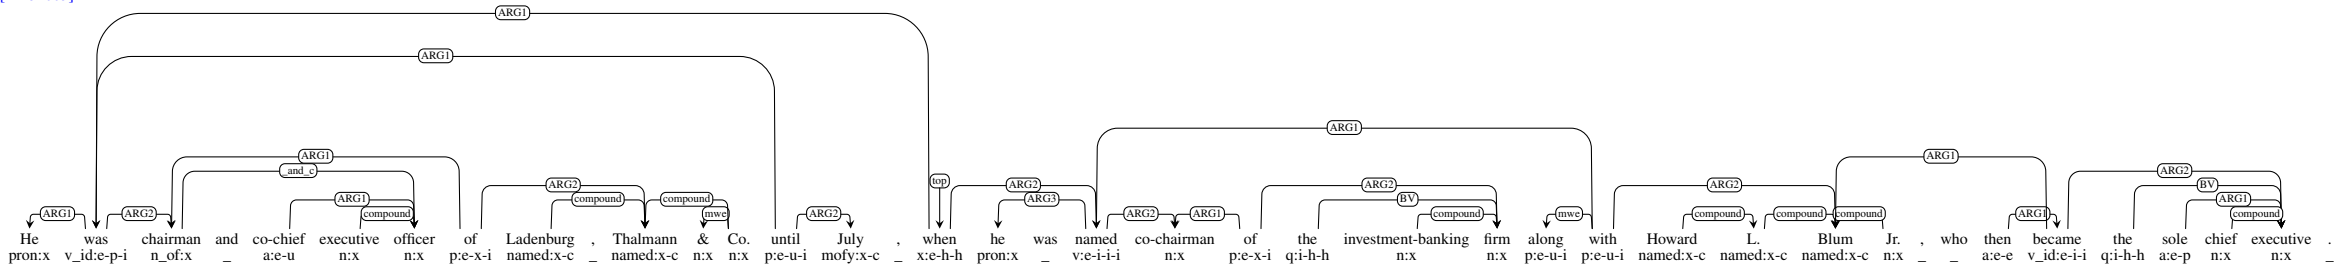 ARG1
ARG1
ARG1
ARG1 ARG1
_and_c ARG2
top ARG2 ARG2 ARG2 ARG2 BV
ARG1 compound compound ARG3 BV ARG1
ARG1 ARG2 compound mwe ARG2 ARG2 ARG1 compound mwe compound compound compound ARG1 compound
He was chairman and co-chief executive officer of Ladenburg , Thalmann & Co. until July , when he was named co-chairman of the investment-banking firm along with Howard L. Blum Jr. , who then became the sole chief executive .
pron:x v_id:e-p-i n_of:x _ a:e-u n:x n:x p:e-x-i named:x-c _ named:x-c n:x n:x p:e-u-i mofy:x-c _ x:e-h-h pron:x _ v:e-i-i-i n:x p:e-x-i q:i-h-h n:x n:x p:e-u-i p:e-u-i named:x-c named:x-c named:x-c n:x _ _ a:e-e v_id:e-i-i q:i-h-h a:e-p n:x n:x _